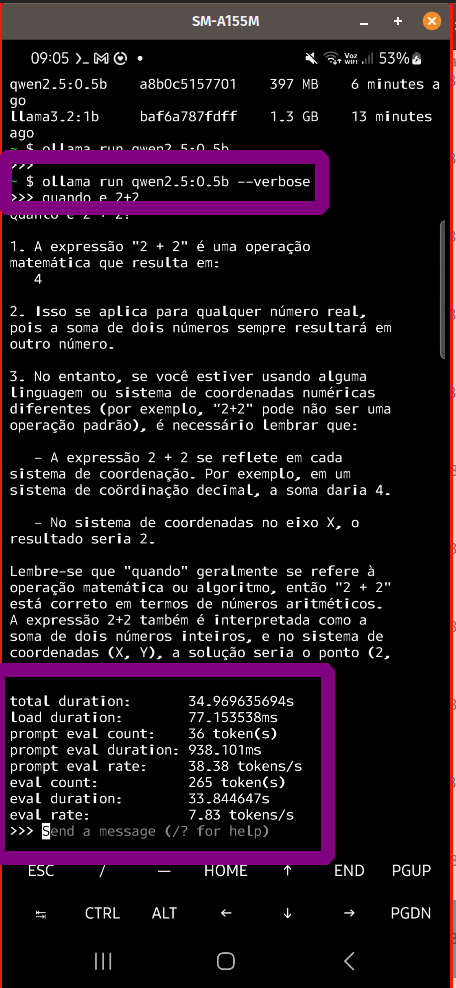 SM-A155M
09:05 >_ 53%
Voz
WiFi
qwen2.5:0.5b a8b0c5157701 397 MB 6 minutes a
go
llama3.2:1b baf6a787fdff 1.3 GB 13 minutes
ago
~ $ ollama run qwen2.5:0.5b
>>>
~ $ ollama run qwen2.5:0.5b --verbose
>>> quando e 2+2
Quanto é 2 + 2?
1. A expressão "2 + 2" é uma operação
matemática que resulta em:
4
2. Isso se aplica para qualquer número real,
pois a soma de dois números sempre resultará em
outro número.
3. No entanto, se você estiver usando alguma
linguagem ou sistema de coordenadas numéricas
diferentes (por exemplo, "2+2" pode não ser uma
operação padrão), é necessário lembrar que:
– A expressão 2 + 2 se reflete em cada
sistema de coordenação. Por exemplo, em um
sistema de coördinação decimal, a soma daria 4.
– No sistema de coordenadas no eixo X, o
resultado seria 2.
Lembre-se que "quando" geralmente se refere à
operação matemática ou algoritmo, então "2 + 2"
está correto em termos de números aritméticos.
A expressão 2+2 também é interpretada como a
soma de dois números inteiros, e no sistema de
coordenadas (X, Y), a solução seria o ponto (2,
total duration: 34.969635694s
load duration: 77.153538ms
prompt eval count: 36 token(s)
prompt eval duration: 938.101ms
prompt eval rate: 38.38 tokens/s
eval count: 265 token(s)
eval duration: 33.844647s
eval rate: 7.83 tokens/s
>>> Send a message (/? for help)
ESC / — HOME ↑ END PGUP
↹ CTRL ALT ← ↓ → PGDN